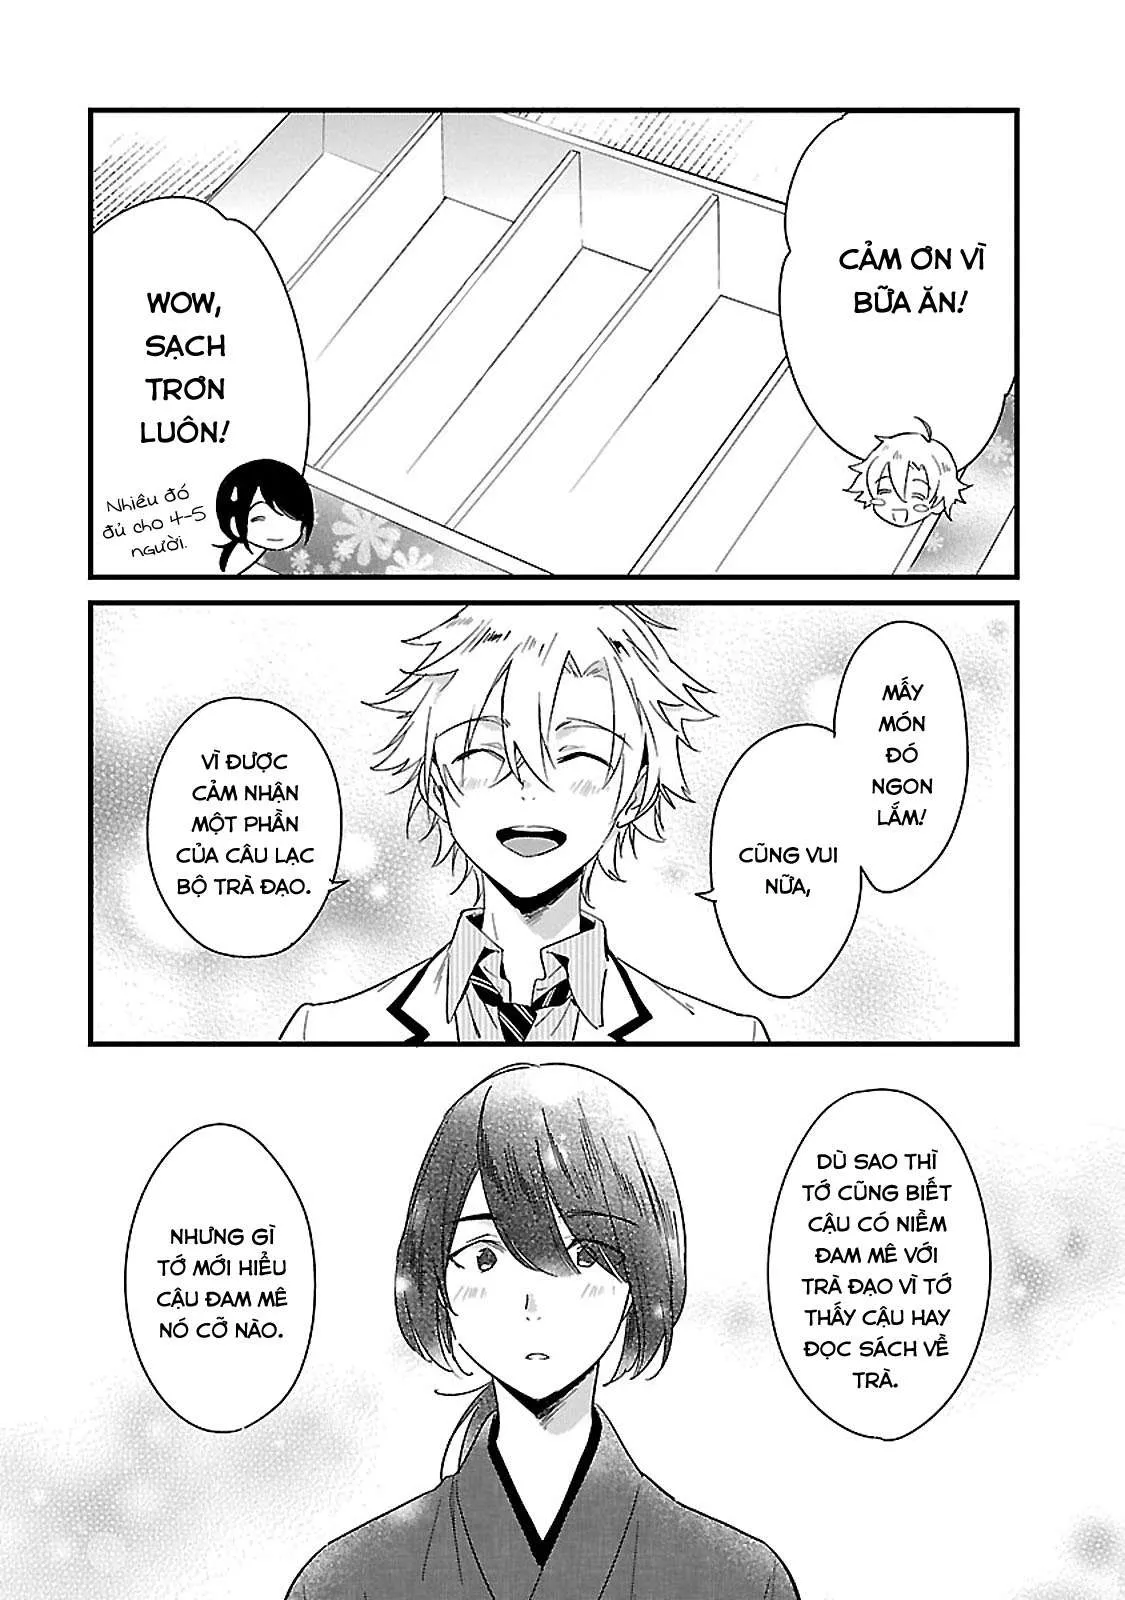 CẢM ƠN VÌ
BỮA ĂN!
WOW,
SẠCH
TRƠN
LUÔN!
Nhiêu đó
đủ cho 4-5
người.
MẤY
MÓN
ĐÓ
NGON
LẮM!
CŨNG VUI
NỮA,
VÌ ĐƯỢC
CẢM NHẬN
MỘT PHẦN
CỦA CÂU LẠC
BỘ TRÀ ĐẠO.
DÙ SAO THÌ
TỚ CŨNG BIẾT
CẬU CÓ NIỀM
ĐAM MÊ VỚI
TRÀ ĐẠO VÌ TỚ
THẤY CẬU HAY
ĐỌC SÁCH VỀ
TRÀ.
NHƯNG GÌ
TỚ MỚI HIỂU
CẬU ĐAM MÊ
NÓ CỠ NÀO.